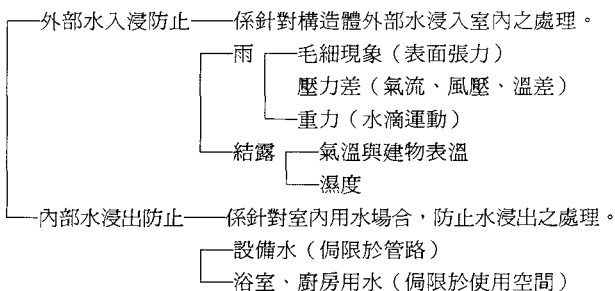 外部水入浸防止——係針對構造體外部水浸入室內之處理。
雨 毛細現象（表面張力）
壓力差（氣流、風壓、溫差）
重力（水滴運動）
結露 氣溫與建物表溫
濕度
內部水浸出防止——係針對室內用水場合，防止水浸出之處理。
設備水（侷限於管路）
浴室、廚房用水（侷限於使用空間）